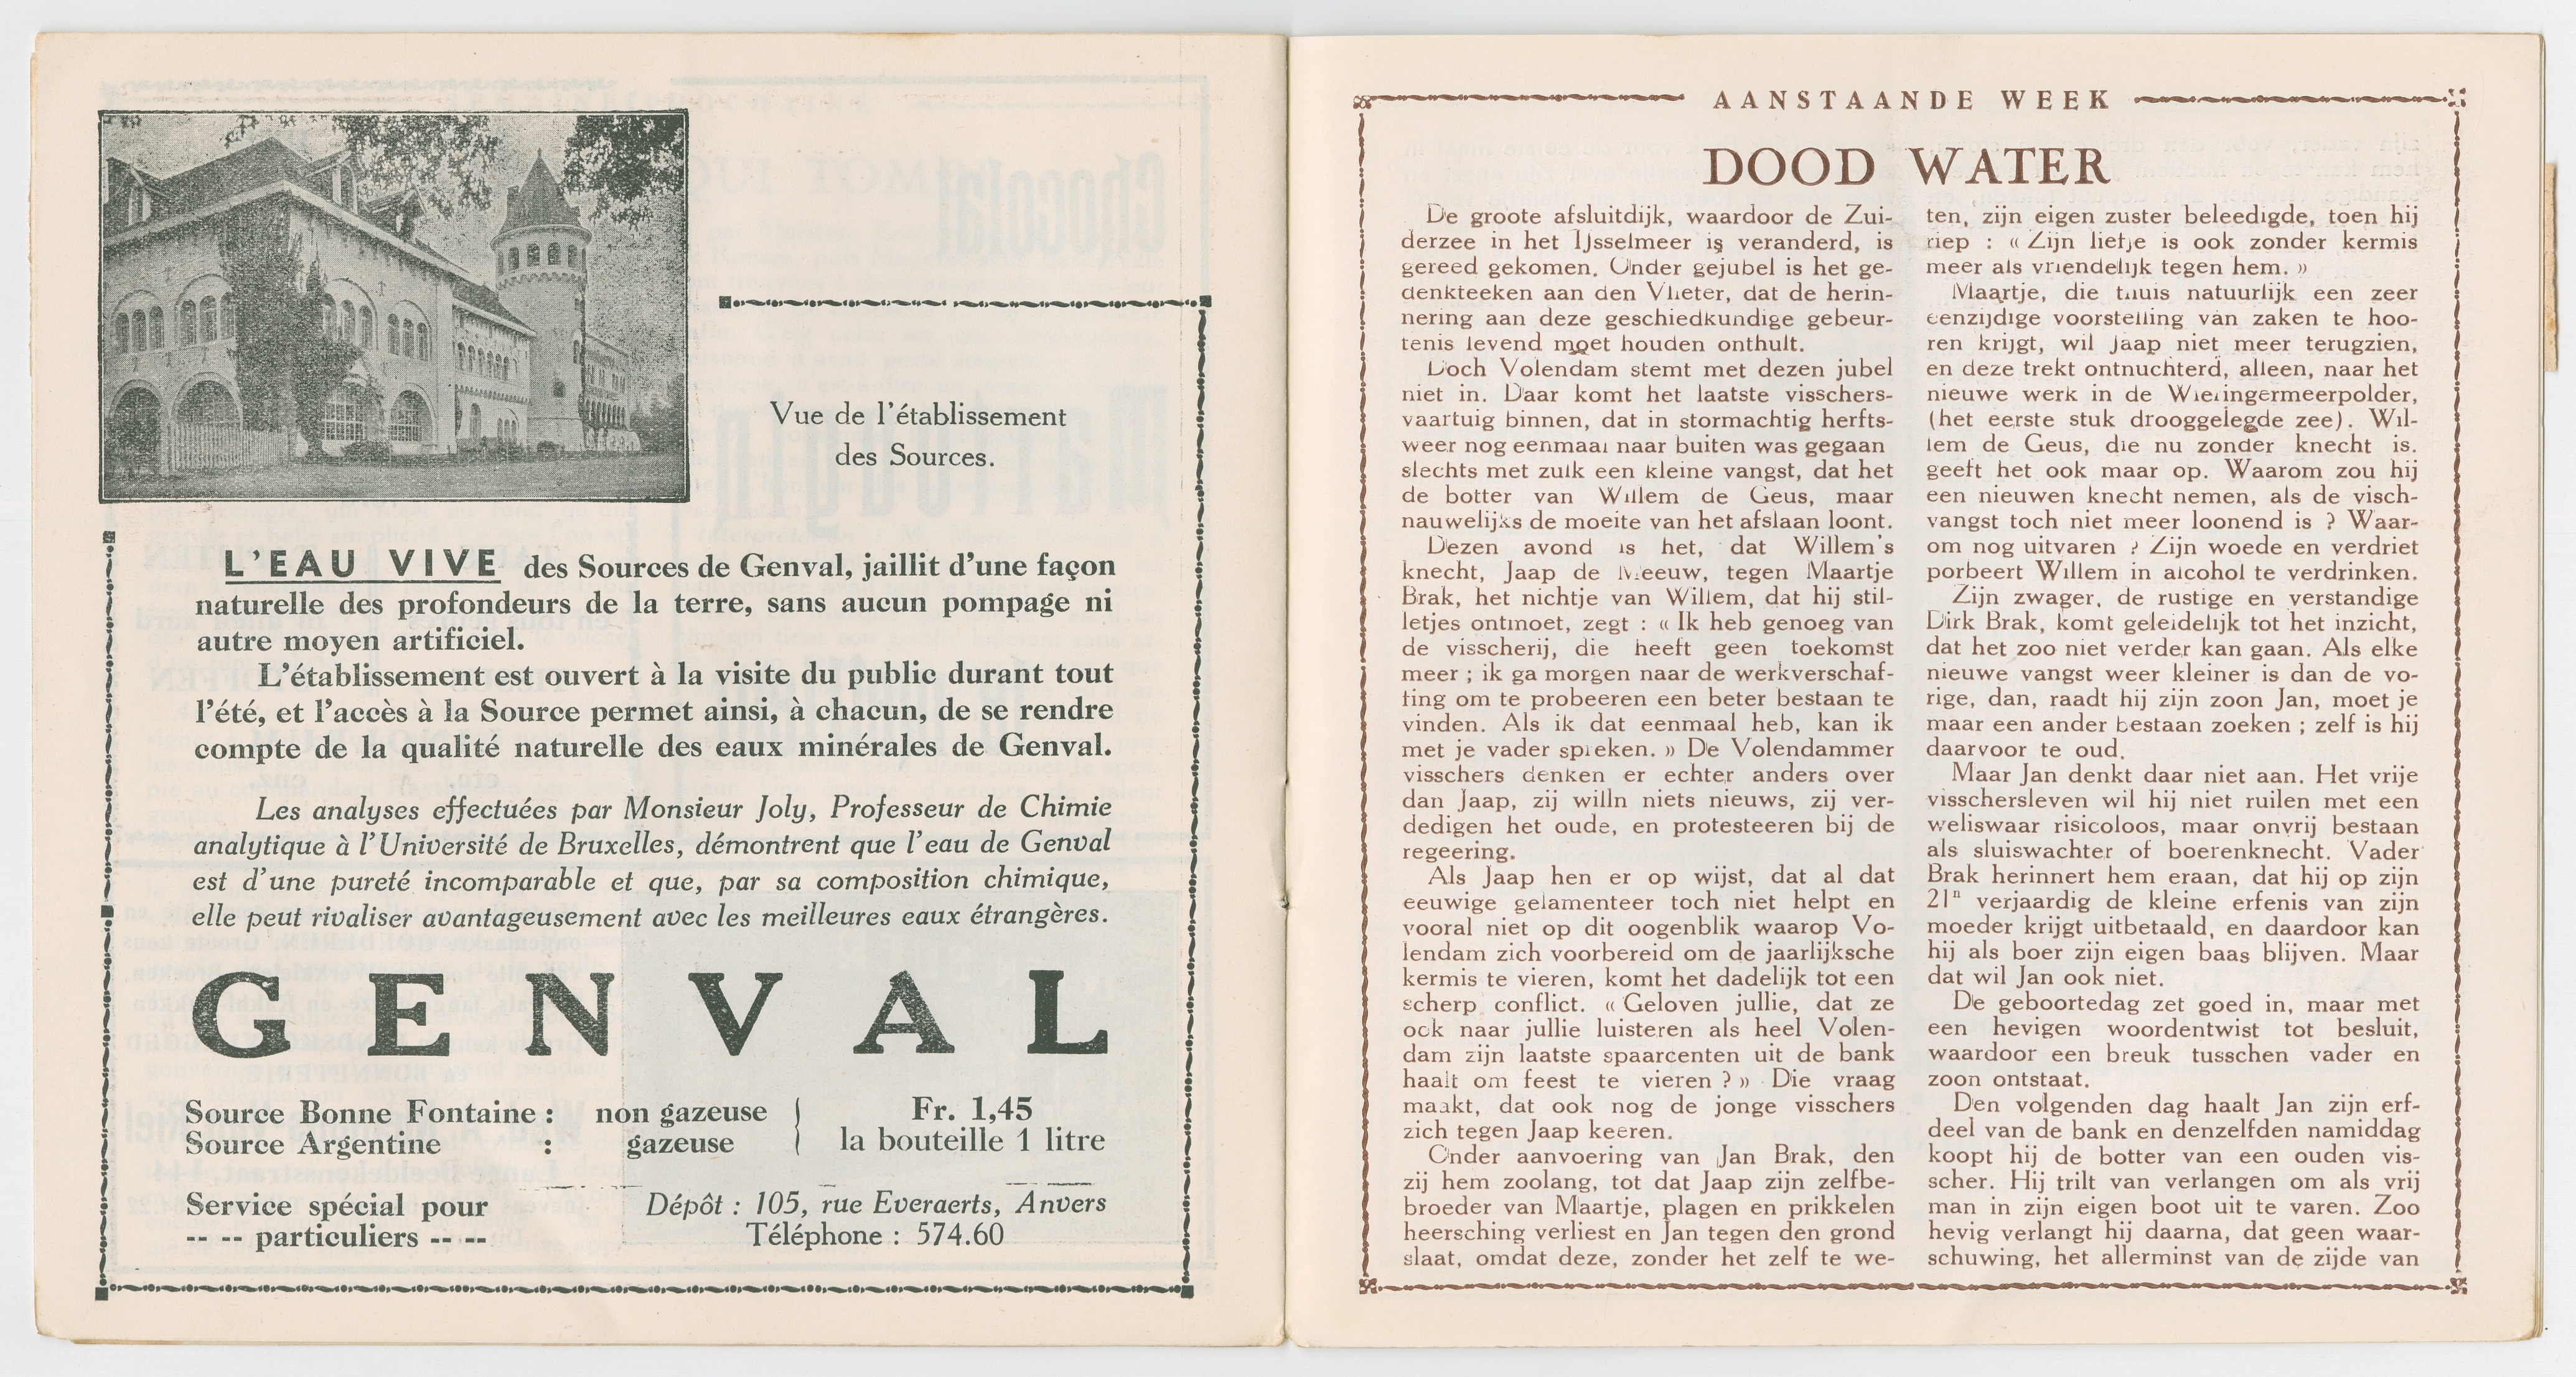 Vue de l'établissement
des Sources.
L'EAU VIVE des Sources de Genval, jaillit d'une façon
naturelle des profondeurs de la terre, sans aucun pompage ni
autre moyen artificiel.
L'établissement est ouvert à la visite du public durant tout
l'été, et l'accès à la Source permet ainsi, à chacun, de se rendre
compte de la qualité naturelle des eaux minérales de Genval.
Les analyses effectuées par Monsieur Joly, Professeur de Chimie
analytique à l'Université de Bruxelles, démontrent que l'eau de Genval
est d'une pureté incomparable et que, par sa composition chimique,
elle peut rivaliser avantageusement avec les meilleures eaux étrangères.
GENVAL
Source Bonne Fontaine : non gazeuse
Source Argentine : gazeuse
Fr. 1,45
la bouteille 1 litre
Service spécial pour
-- -- particuliers -- --
Dépôt : 105, rue Everaerts, Anvers
Téléphone : 574.60
AANSTAANDE WEEK
DOOD WATER
De groote afsluitdijk, waardoor de Zui-
derzee in het IJsselmeer is veranderd, is
gereed gekomen. Onder gejubel is het ge-
denkteeken aan den Vlieter, dat de herin-
nering aan deze geschiedkundige gebeur-
tenis levend moet houden onthult.
Doch Volendam stemt met dezen jubel
niet in. Daar komt het laatste visschers-
vaartuig binnen, dat in stormachtig herfts-
weer nog eenmaal naar buiten was gegaan
slechts met zulk een kleine vangst, dat het
de botter van Willem de Geus, maar
nauwelijks de moeite van het afslaan loont.
Dezen avond is het, dat Willem's
knecht, Jaap de Meeuw, tegen Maartje
Brak, het nichtje van Willem, dat hij stil-
letjes ontmoet, zegt : « Ik heb genoeg van
de visscherij, die heeft geen toekomst
meer ; ik ga morgen naar de werkverschaf-
fing om te probeeren een beter bestaan te
vinden. Als ik dat eenmaal heb, kan ik
met je vader spreken. » De Volendammer
visschers denken er echter anders over
dan Jaap, zij willn niets nieuws, zij ver-
dedigen het oude, en protesteeren bij de
regeering.
Als Jaap hen er op wijst, dat al dat
eeuwige gelamenteer toch niet helpt en
vooral niet op dit oogenblik waarop Vo-
lendam zich voorbereid om de jaarlijksche
kermis te vieren, komt het dadelijk tot een
scherp conflict. « Geloven jullie, dat ze
ook naar jullie luisteren als heel Volen-
dam zijn laatste spaarcenten uit de bank
haalt om feest te vieren ? » Die vraag
maakt, dat ook nog de jonge visschers
zich tegen Jaap keeren.
Onder aanvoering van Jan Brak, den
zij hem zoolang, tot dat Jaap zijn zelfbe-
broeder van Maartje, plagen en prikkelen
heersching verliest en Jan tegen den grond
slaat, omdat deze, zonder het zelf te we-
ten, zijn eigen zuster beleedigde, toen hij
riep : « Zijn liefje is ook zonder kermis
meer als vriendelijk tegen hem. »
Maartje, die thuis natuurlijk een zeer
eenzijdige voorstelling van zaken te hoo-
ren krijgt, wil Jaap niet meer terugzien,
en deze trekt ontnuchterd, alleen, naar het
nieuwe werk in de Wieringermeerpolder,
(het eerste stuk drooggelegde zee). Wil-
lem de Geus, die nu zonder knecht is.
geeft het ook maar op. Waarom zou hij
een nieuwen knecht nemen, als de visch-
vangst toch niet meer loonend is ? Waar-
om nog uitvaren ? Zijn woede en verdriet
porbeert Willem in alcohol te verdrinken.
Zijn zwager, de rustige en verstandige
Dirk Brak, komt geleidelijk tot het inzicht,
dat het zoo niet verder kan gaan. Als elke
nieuwe vangst weer kleiner is dan de vo-
rige, dan, raadt hij zijn zoon Jan, moet je
maar een ander bestaan zoeken ; zelf is hij
daarvoor te oud.
Maar Jan denkt daar niet aan. Het vrije
visschersleven wil hij niet ruilen met een
weliswaar risicoloos, maar onvrij bestaan
als sluiswachter of boerenknecht. Vader
Brak herinnert hem eraan, dat hij op zijn
21ⁿ verjaardig de kleine erfenis van zijn
moeder krijgt uitbetaald, en daardoor kan
hij als boer zijn eigen baas blijven. Maar
dat wil Jan ook niet.
De geboortedag zet goed in, maar met
een hevigen woordentwist tot besluit,
waardoor een breuk tusschen vader en
zoon ontstaat.
Den volgenden dag haalt Jan zijn erf-
deel van de bank en denzelfden namiddag
koopt hij de botter van een ouden vis-
scher. Hij trilt van verlangen om als vrij
man in zijn eigen boot uit te varen. Zoo
hevig verlangt hij daarna, dat geen waar-
schuwing, het allerminst van de zijde van